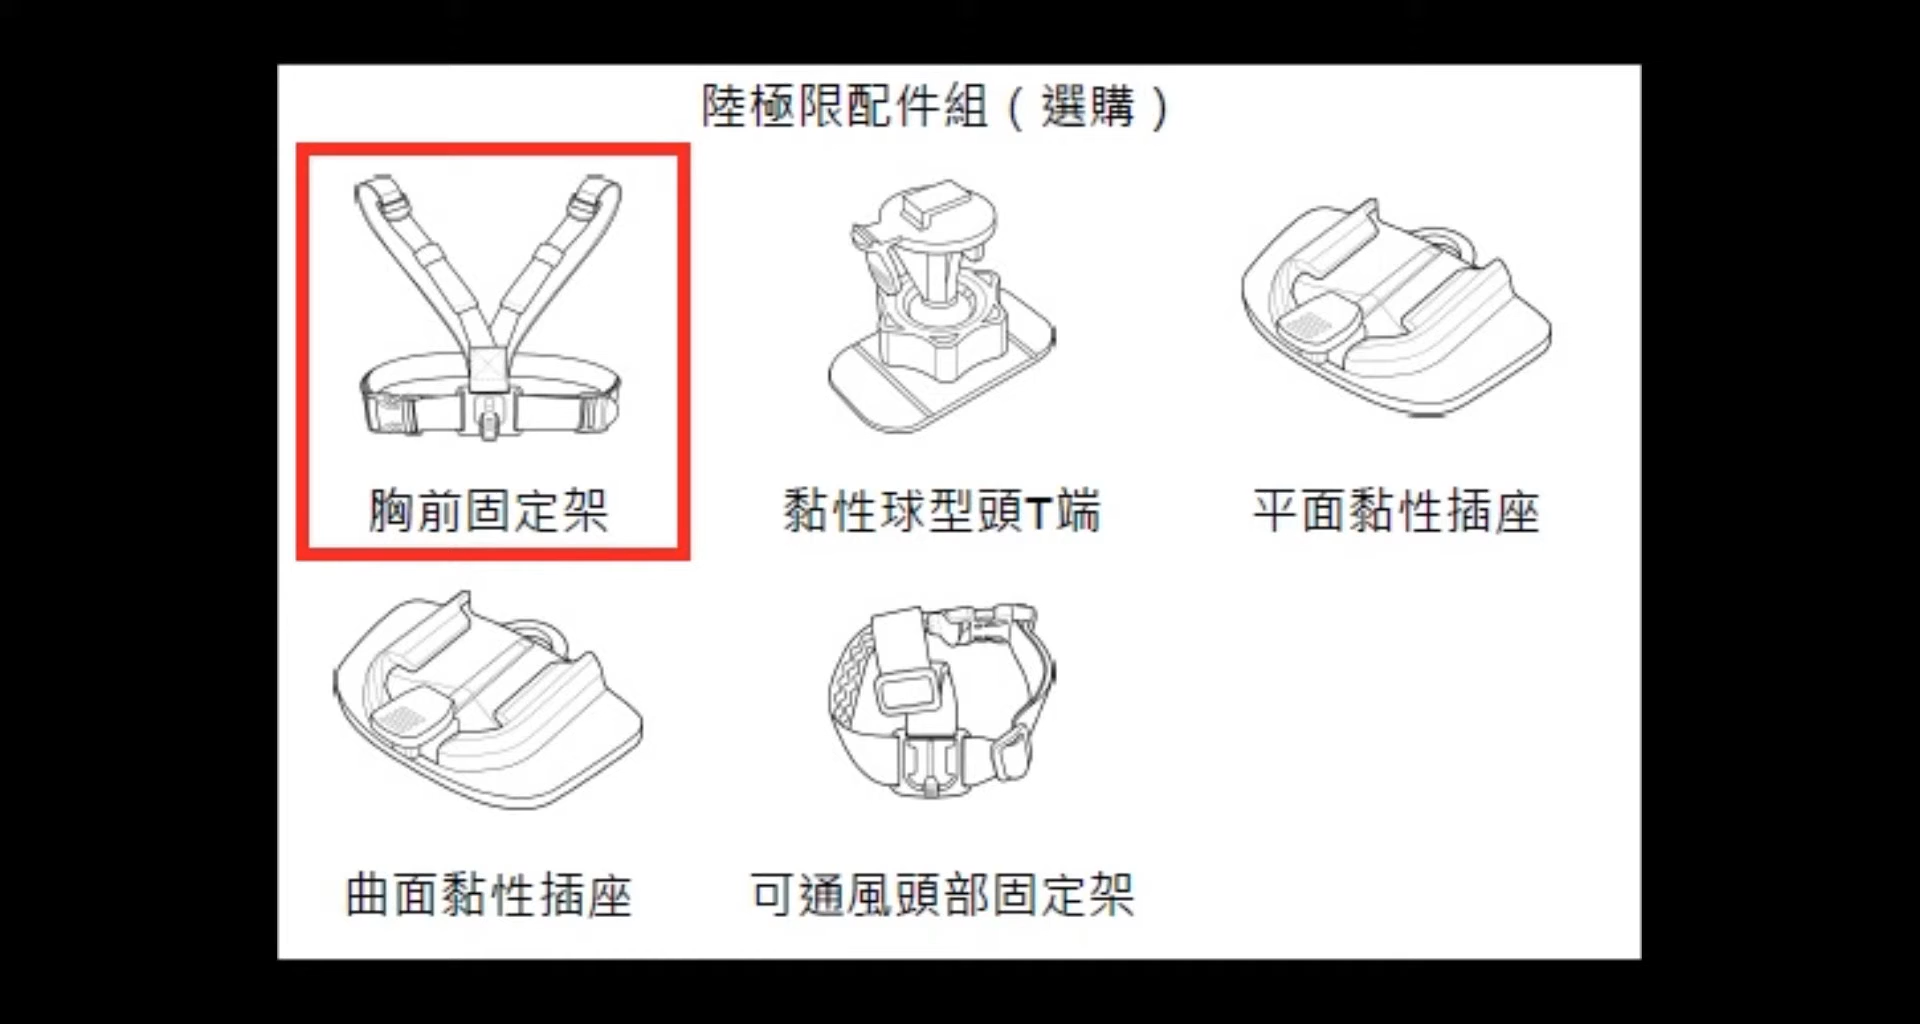 陸極限配件組（選購）
胸前固定架
黏性球型頭T端
平面黏性插座
曲面黏性插座
可通風頭部固定架